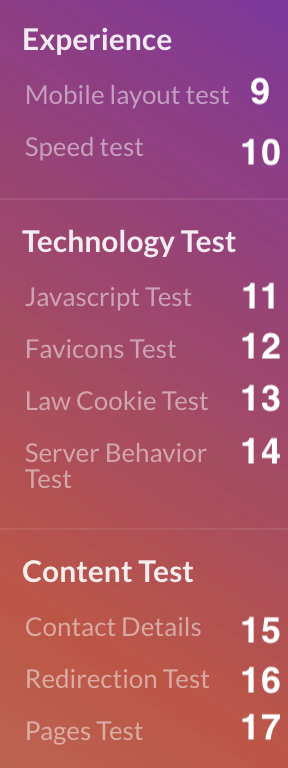 Experience
Mobile layout test 9
Speed test 10
Technology Test
Javascript Test 11
Favicons Test 12
Law Cookie Test 13
Server Behavior 14
Test
Content Test
Contact Details 15
Redirection Test 16
Pages Test 17